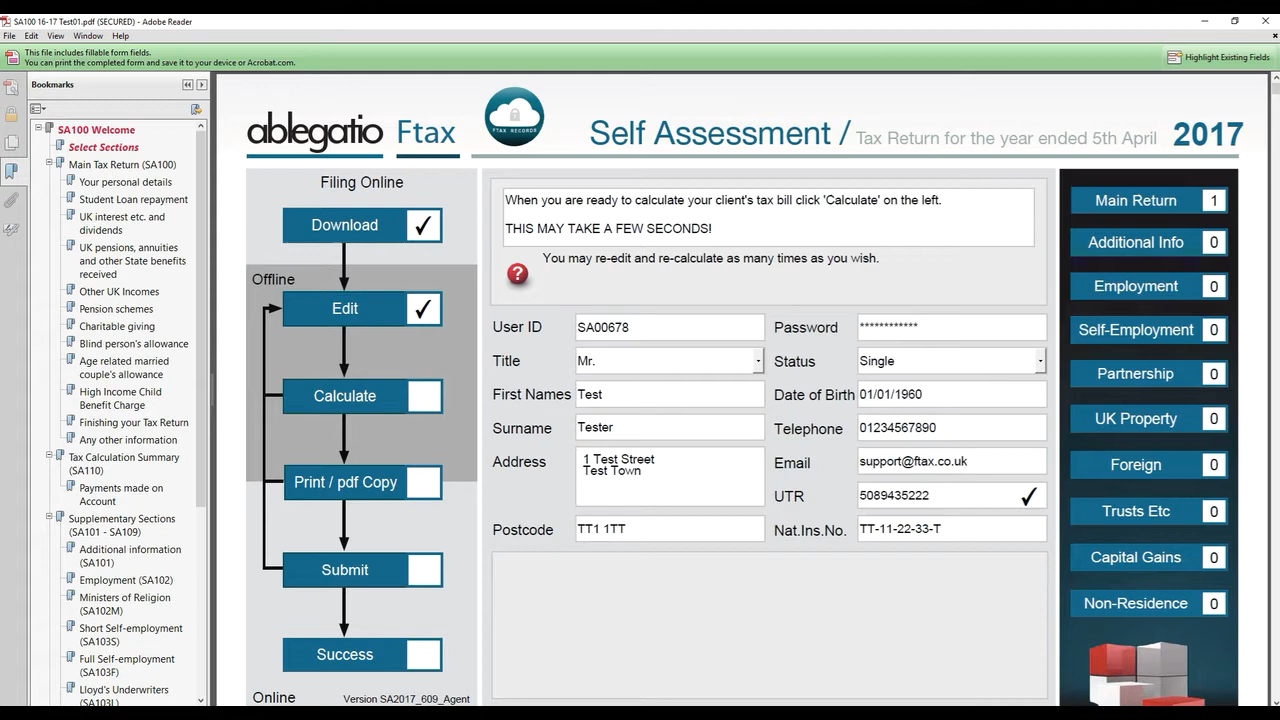 SA100 16-17 Test01.pdf (SECURED) - Adobe Reader
File Edit View Window Help
This file includes fillable form fields.
You can print the completed form and save it to your device or Acrobat.com.
Highlight Existing Fields
Bookmarks
SA100 Welcome
Select Sections
Main Tax Return (SA100)
Your personal details
Student Loan repayment
UK interest etc. and
dividends
UK pensions, annuities
and other State benefits
received
Other UK Incomes
Pension schemes
Charitable giving
Blind person's allowance
Age related married
couple's allowance
High Income Child
Benefit Charge
Finishing your Tax Return
Any other information
Tax Calculation Summary
(SA110)
Payments made on
Account
Supplementary Sections
(SA101 - SA109)
Additional information
(SA101)
Employment (SA102)
Ministers of Religion
(SA102M)
Short Self-employment
(SA103S)
Full Self-employment
(SA103F)
Lloyd's Underwriters
(SA103L)
ablegatio Ftax
FTAX RECORDS
Self Assessment / Tax Return for the year ended 5th April 2017
Filing Online
Download
Offline
Edit
Calculate
Print / pdf Copy
Submit
Success
Online
Version SA2017_609_Agent
When you are ready to calculate your client's tax bill click 'Calculate' on the left.
THIS MAY TAKE A FEW SECONDS!
? You may re-edit and re-calculate as many times as you wish.
User ID SA00678 Password ************
Title Mr. Status Single
First Names Test Date of Birth 01/01/1960
Surname Tester Telephone 01234567890
Address 1 Test Street
Test Town
Email support@ftax.co.uk
UTR 5089435222
Postcode TT1 1TT Nat.Ins.No. TT-11-22-33-T
Main Return 1
Additional Info 0
Employment 0
Self-Employment 0
Partnership 0
UK Property 0
Foreign 0
Trusts Etc 0
Capital Gains 0
Non-Residence 0